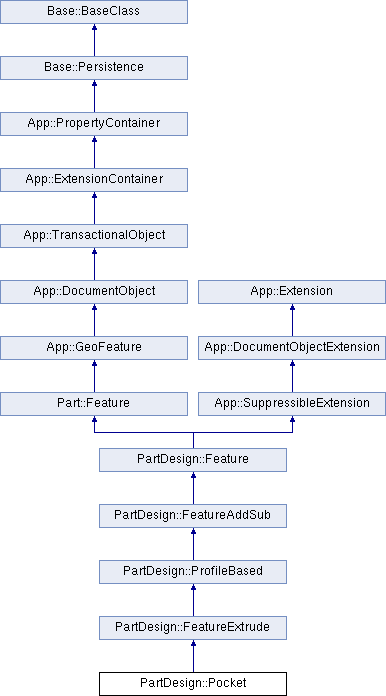 Base::BaseClass
Base::Persistence
App::PropertyContainer
App::ExtensionContainer
App::TransactionalObject
App::DocumentObject
App::Extension
App::GeoFeature
App::DocumentObjectExtension
Part::Feature
App::SuppressibleExtension
PartDesign::Feature
PartDesign::FeatureAddSub
PartDesign::ProfileBased
PartDesign::FeatureExtrude
PartDesign::Pocket